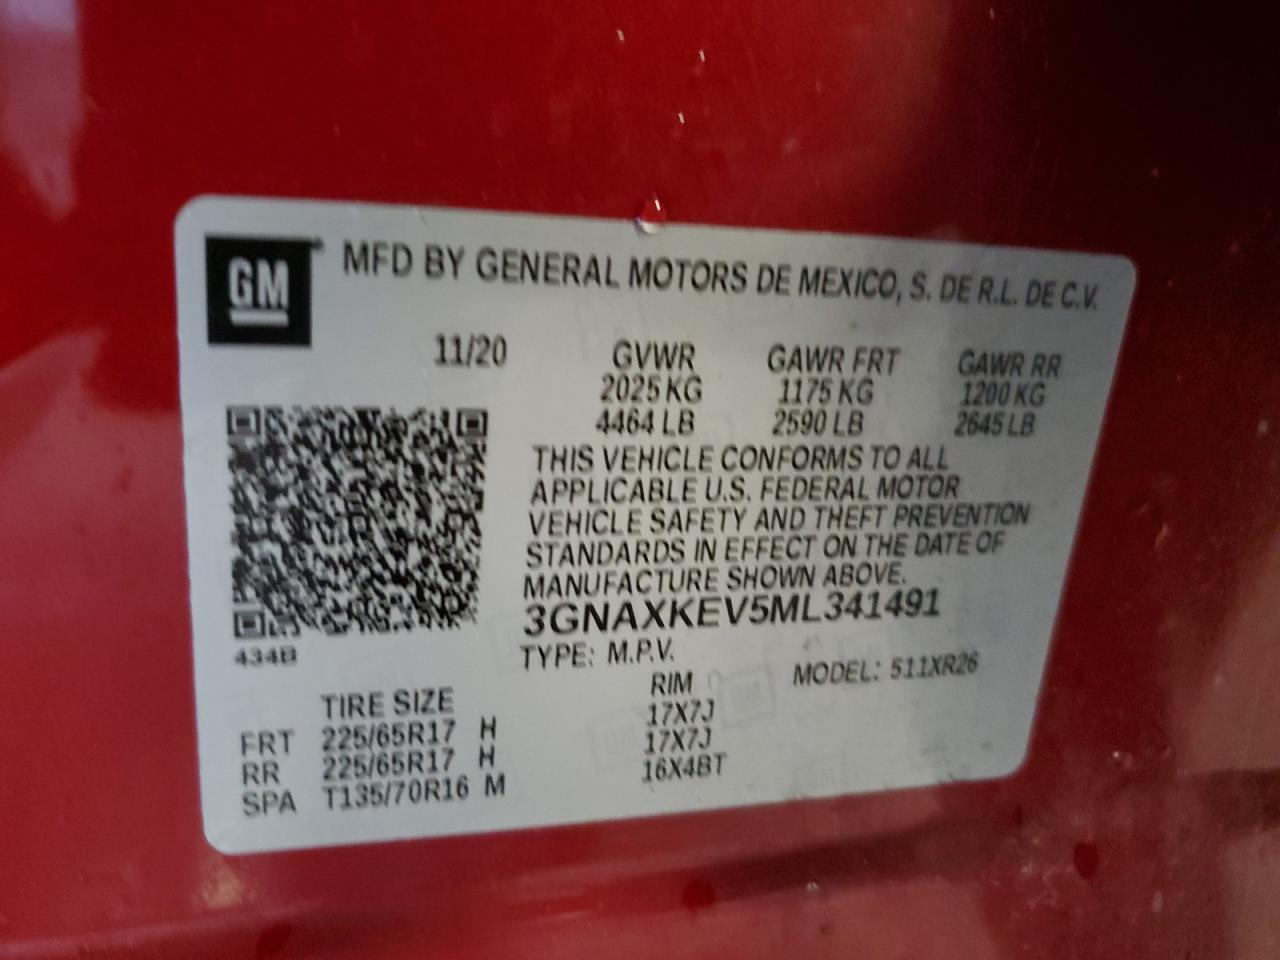 GM
MFD BY GENERAL MOTORS DE MEXICO, S. DE R.L. DE C.V.
11/20 GVWR GAWR FRT GAWR RR
2025 KG 1175 KG 1200 KG
4464 LB 2590 LB 2645 LB
THIS VEHICLE CONFORMS TO ALL
APPLICABLE U.S. FEDERAL MOTOR
VEHICLE SAFETY AND THEFT PREVENTION
STANDARDS IN EFFECT ON THE DATE OF
MANUFACTURE SHOWN ABOVE.
3GNAXKEV5ML341491
434B
TYPE: M.P.V. MODEL: 511XR26
TIRE SIZE RIM
FRT 225/65R17 H 17X7J
RR 225/65R17 H 17X7J
SPA T135/70R16 M 16X4BT